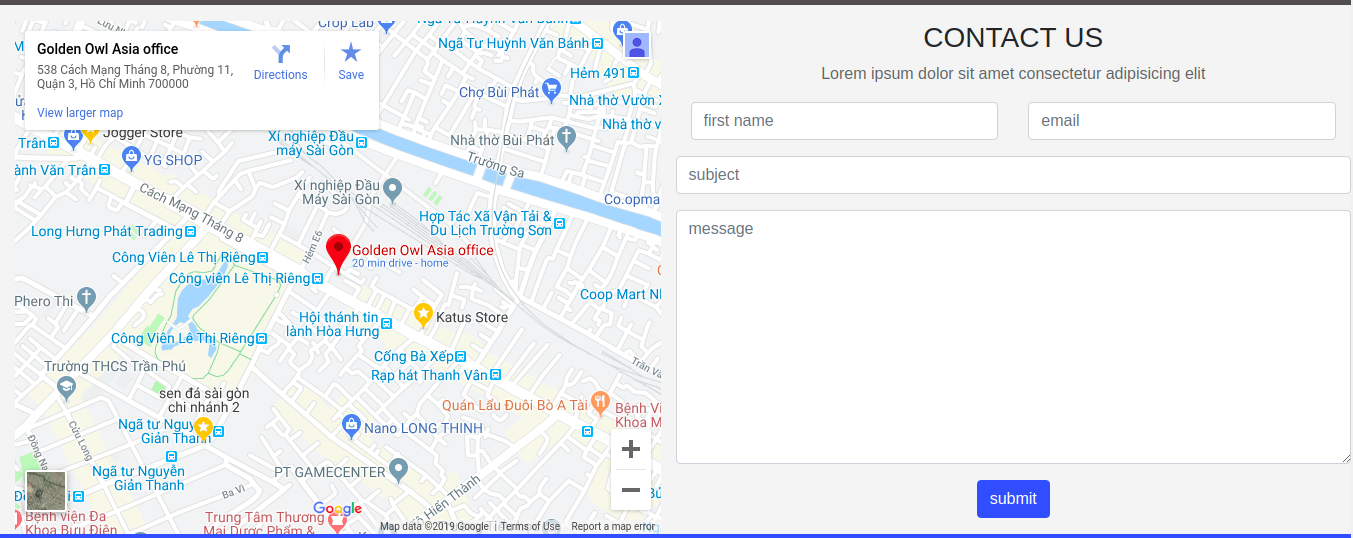 Crop Lab
Ngã Tư Huỳnh Văn Bánh
Ngã Tư Huỳnh Văn Bánh
Golden Owl Asia office
538 Cách Mạng Tháng 8, Phường 11,
Quận 3, Hồ Chí Minh 700000
Directions
Save
View larger map
Hẻm 491
Chợ Bùi Phát
Nhà thờ Vườn X
Nhà thờ v
Jogger Store
Trân
Xí nghiệp Đầu
máy Sài Gòn
Nhà thờ Bùi Phát
YG SHOP
ành Văn Trân
Trường Sa
Xí nghiệp Đầu
Máy Sài Gòn
Cách Mạng Tháng 8
Co.opma
Hợp Tác Xã Vận Tải &
Du Lịch Trường Sơn
Long Hưng Phát Trading
Hẻm E6
Golden Owl Asia office
20 min drive - home
Công Viên Lê Thị Riêng
Công viên Lê Thị Riêng
Phero Thi
Coop Mart Nh
Katus Store
Hội thánh tin
lành Hòa Hưng
Công Viên Lê Thị Riêng
Cống Bà Xếp
Rạp hát Thanh Vân
Trường THCS Trần Phú
sen đá sài gòn
chi nhánh 2
Quán Lẩu Đuôi Bò A Tài
Bệnh Vi
Khoa M
Ngã tư Nguy
Giản Thanh
Nano LONG THỊNH
Cửu Long
Đồng Na
Ngã tư Nguyễn
Giản Thanh
PT GAMECENTER
Ba Vì
Tô Hiến Thành
Google
Bệnh viện Đa
Khoa Bưu Điện
Trung Tâm Thương
Mại Dược Phẩm &
Map data ©2019 Google
Terms of Use
Report a map error
CONTACT US
Lorem ipsum dolor sit amet consectetur adipisicing elit
first name
email
subject
message
submit